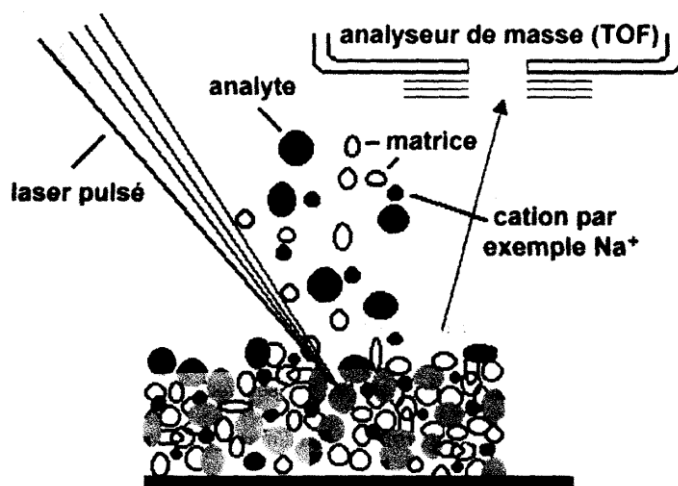 analyseur de masse (TOF)
analyte
matrice
laser pulsé
cation par
exemple Na⁺